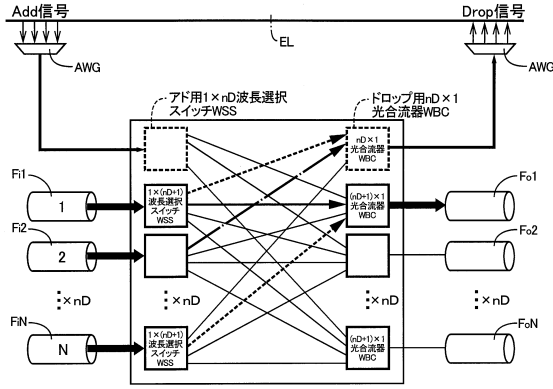 Add信号
Drop信号
EL
AWG
AWG
アド用1×nD波長選択
スイッチWSS
ドロップ用nD×1
光合流器WBC
nD×1
光合流器
WBC
Fi1
1
1×(nD+1)
波長選択
スイッチ
WSS
(nD+1)×1
光合流器
WBC
Fo1
Fi2
2
Fo2
⋮×nD
⋮×nD
⋮×nD
⋮×nD
FiN
N
1×(nD+1)
波長選択
スイッチ
WSS
(nD+1)×1
光合流器
WBC
FoN